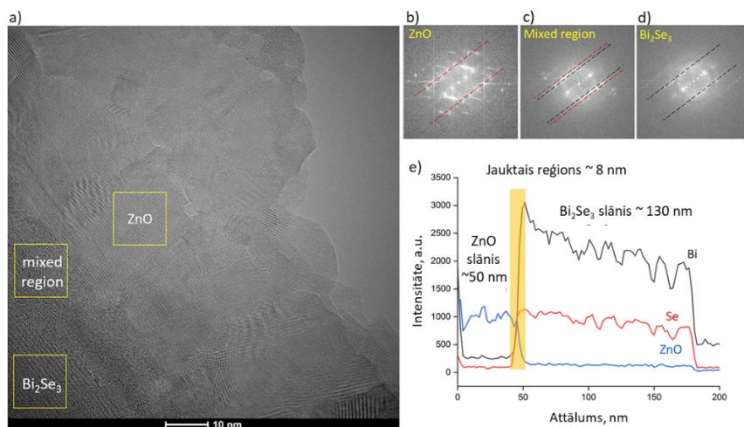 a)
ZnO
mixed
region
Bi₂Se₃
10 nm
b)
ZnO
c)
Mixed region
d)
Bi₂Se₃
e)
Jauktais reģions ~ 8 nm
3500
3000
2500
2000
1500
1000
500
0
Intensitāte, a.u.
ZnO
slānis
~50 nm
Bi₂Se₃ slānis ~ 130 nm
Bi
Se
ZnO
0
50
100
150
200
Attālums, nm